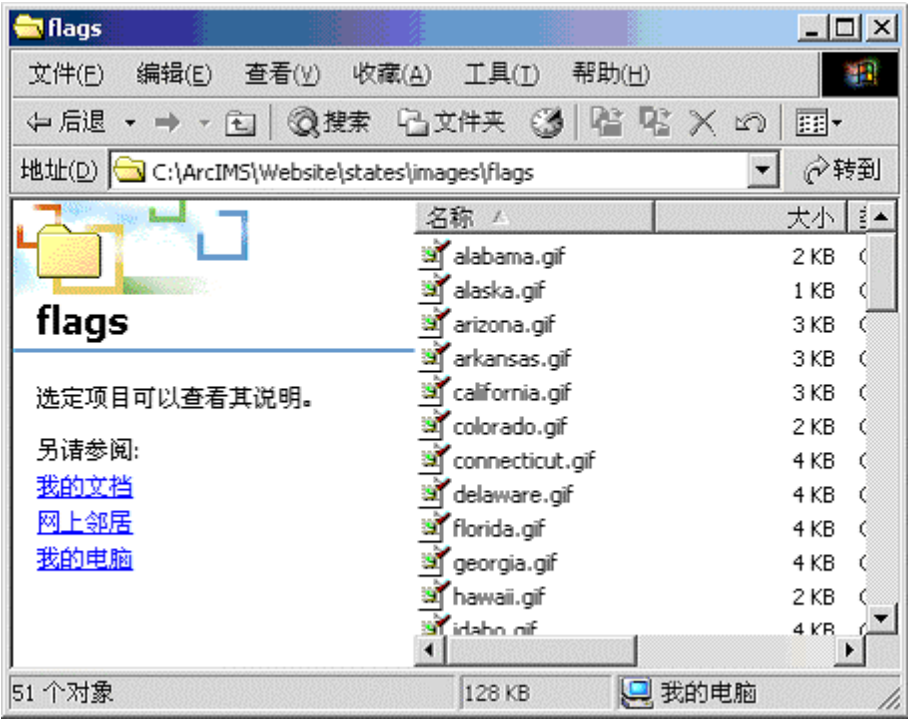 flags
文件(F) 编辑(E) 查看(V) 收藏(A) 工具(T) 帮助(H)
后退 搜索 文件夹
地址(D) C:\ArcIMS\Website\states\images\flags 转到
flags
选定项目可以查看其说明。
另请参阅:
我的文档
网上邻居
我的电脑
名称 大小
alabama.gif 2 KB
alaska.gif 1 KB
arizona.gif 3 KB
arkansas.gif 3 KB
california.gif 3 KB
colorado.gif 2 KB
connecticut.gif 4 KB
delaware.gif 4 KB
florida.gif 4 KB
georgia.gif 4 KB
hawaii.gif 2 KB
idaho.gif 4 KB
51 个对象 128 KB 我的电脑